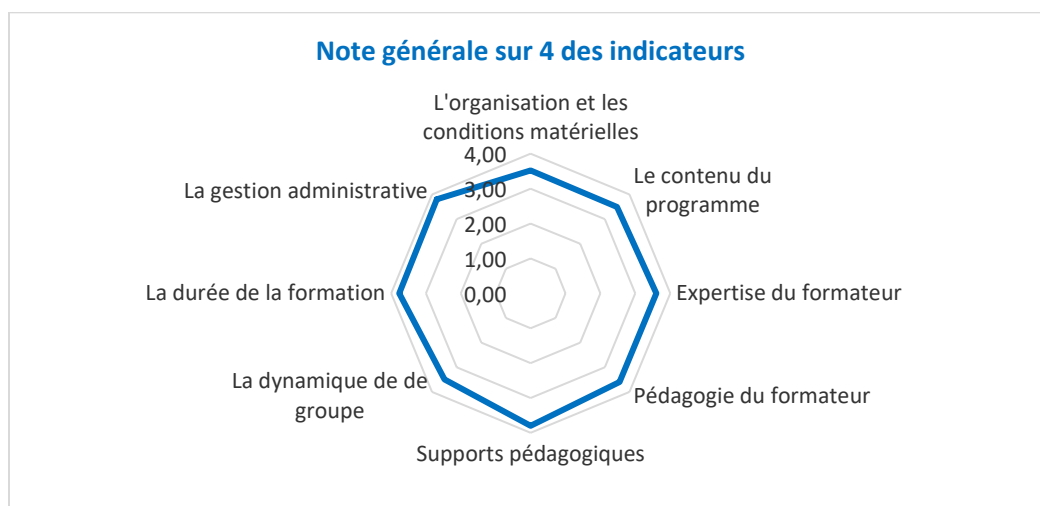 Note générale sur 4 des indicateurs
L'organisation et les
conditions matérielles
4,00
3,00
2,00
1,00
0,00
Le contenu du
programme
Expertise du formateur
Pédagogie du formateur
Supports pédagogiques
La dynamique de de
groupe
La durée de la formation
La gestion administrative